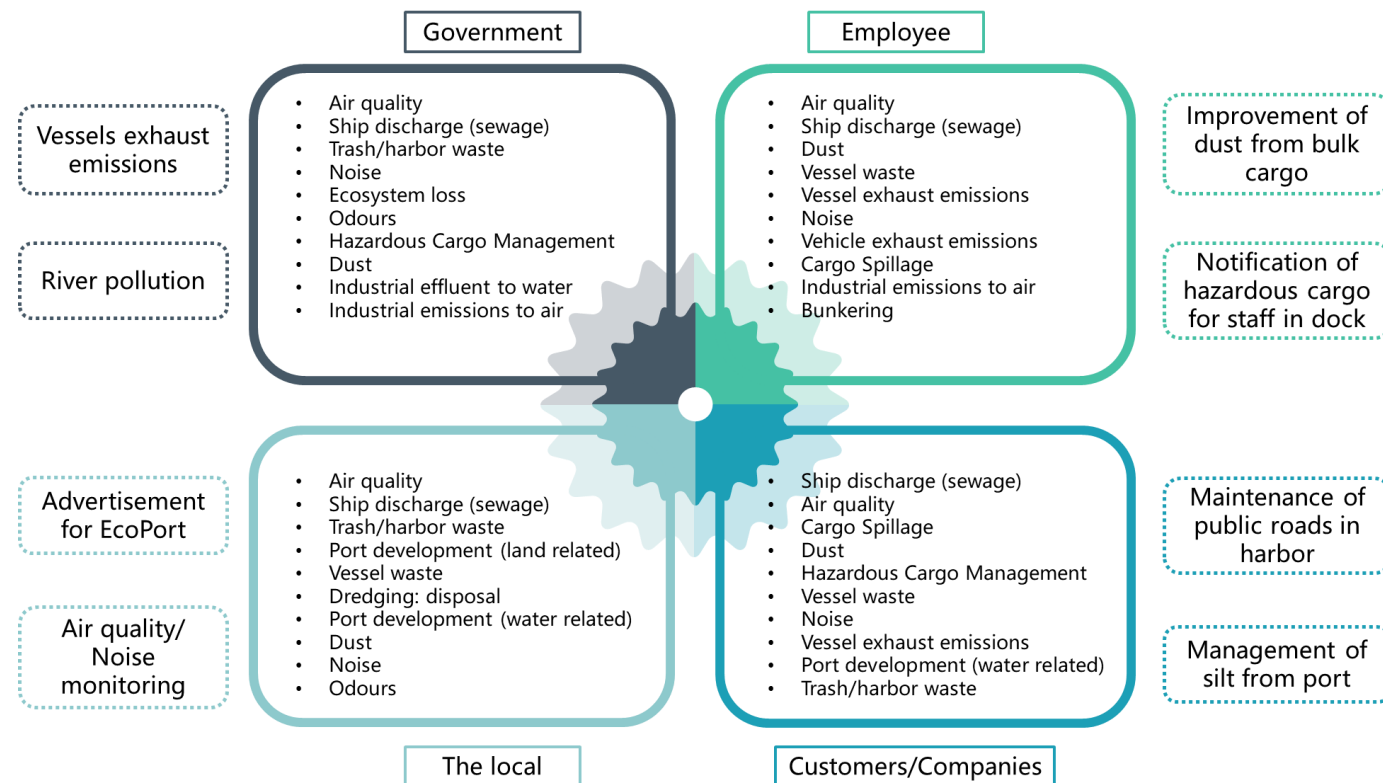 Government
Vessels exhaust
emissions
River pollution
• Air quality
• Ship discharge (sewage)
• Trash/harbor waste
• Noise
• Ecosystem loss
• Odours
• Hazardous Cargo Management
• Dust
• Industrial effluent to water
• Industrial emissions to air
Employee
• Air quality
• Ship discharge (sewage)
• Dust
• Vessel waste
• Vessel exhaust emissions
• Noise
• Vehicle exhaust emissions
• Cargo Spillage
• Industrial emissions to air
• Bunkering
Improvement of
dust from bulk
cargo
Notification of
hazardous cargo
for staff in dock
Advertisement
for EcoPort
Air quality/
Noise
monitoring
• Air quality
• Ship discharge (sewage)
• Trash/harbor waste
• Port development (land related)
• Vessel waste
• Dredging: disposal
• Port development (water related)
• Dust
• Noise
• Odours
The local
• Ship discharge (sewage)
• Air quality
• Cargo Spillage
• Dust
• Hazardous Cargo Management
• Vessel waste
• Noise
• Vessel exhaust emissions
• Port development (water related)
• Trash/harbor waste
Customers/Companies
Maintenance of
public roads in
harbor
Management of
silt from port